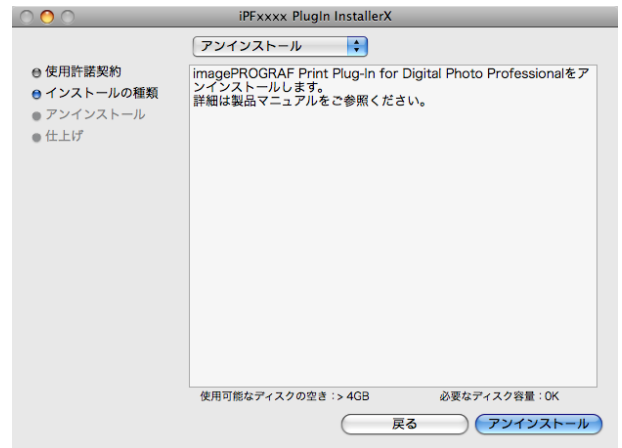 iPFxxxx PlugIn InstallerX
アンインストール
使用許諾契約
インストールの種類
アンインストール
仕上げ
imagePROGRAF Print Plug-In for Digital Photo Professionalをア
ンインストールします。
詳細は製品マニュアルをご参照ください。
使用可能なディスクの空き：> 4GB
必要なディスク容量：0K
戻る
アンインストール